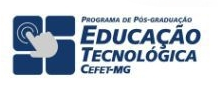 PROGRAMA DE PÓS-GRADUAÇÃO
EDUCAÇÃO
TECNOLÓGICA
CEFET-MG